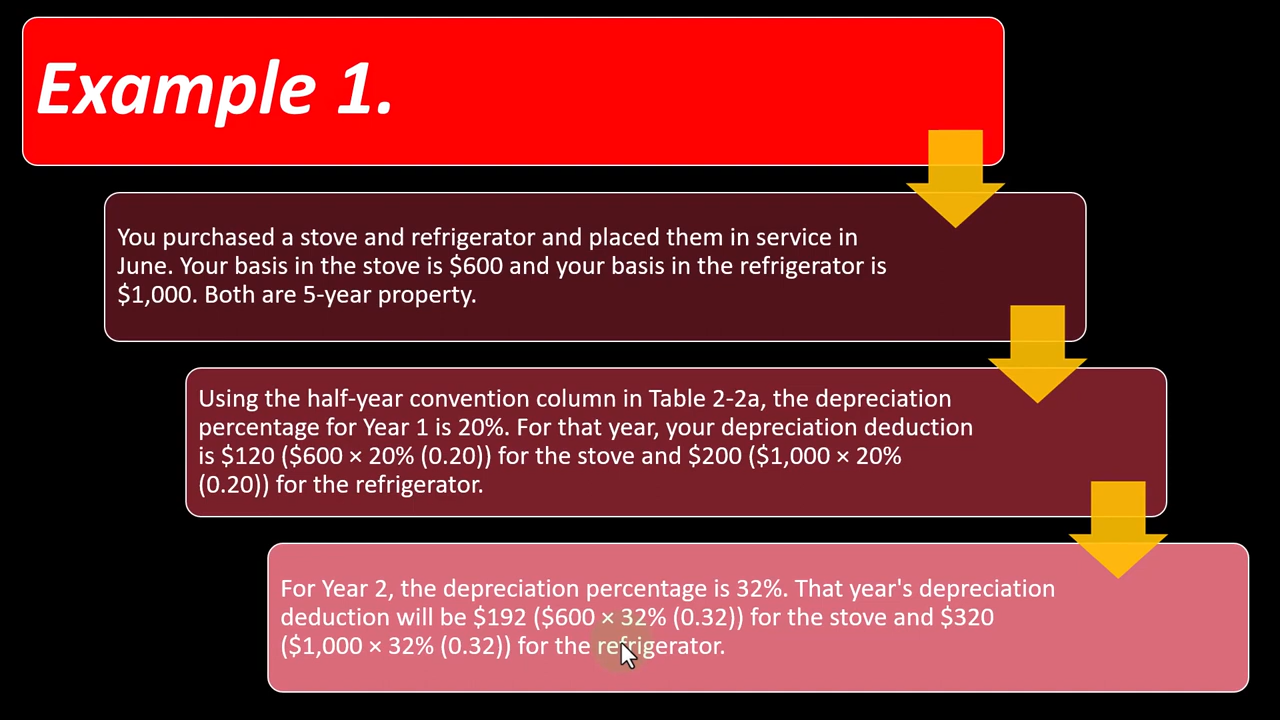 Example 1.
You purchased a stove and refrigerator and placed them in service in
June. Your basis in the stove is $600 and your basis in the refrigerator is
$1,000. Both are 5-year property.
Using the half-year convention column in Table 2-2a, the depreciation
percentage for Year 1 is 20%. For that year, your depreciation deduction
is $120 ($600 × 20% (0.20)) for the stove and $200 ($1,000 × 20%
(0.20)) for the refrigerator.
For Year 2, the depreciation percentage is 32%. That year's depreciation
deduction will be $192 ($600 × 32% (0.32)) for the stove and $320
($1,000 × 32% (0.32)) for the refrigerator.